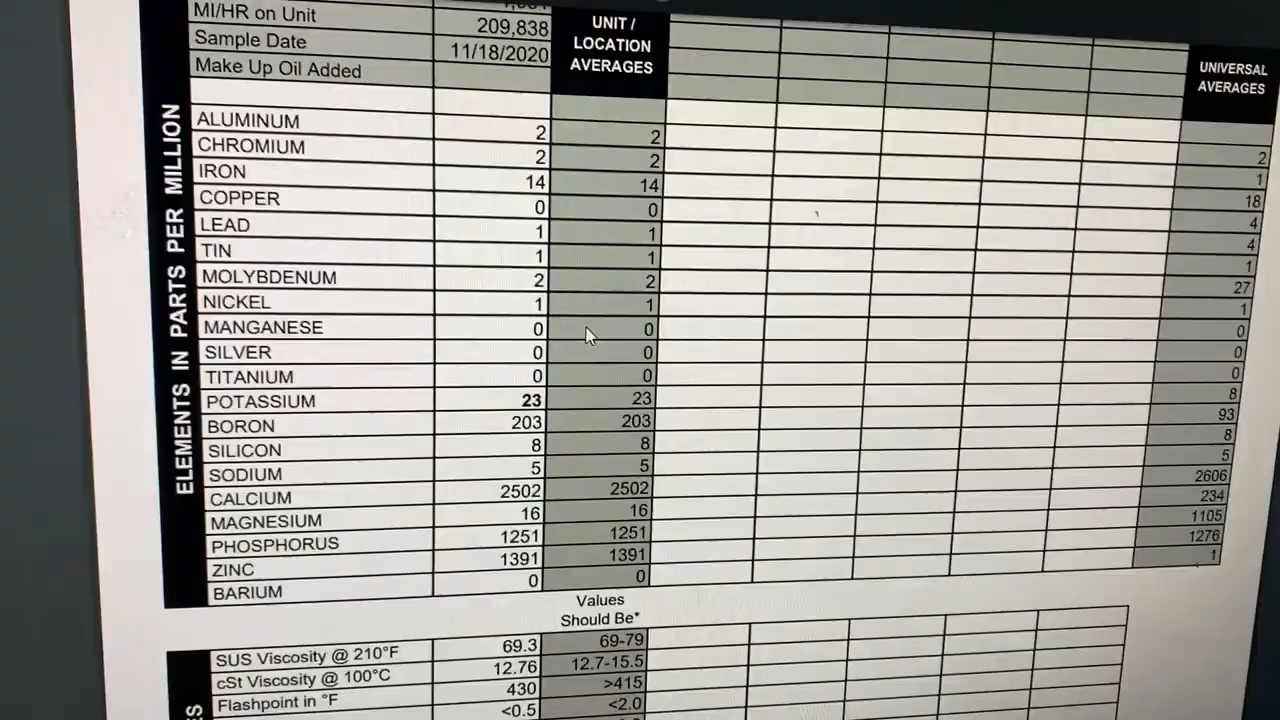 MI/HR on Unit 209,838 UNIT / LOCATION AVERAGES UNIVERSAL AVERAGES
Sample Date 11/18/2020
Make Up Oil Added
ELEMENTS IN PARTS PER MILLION
ALUMINUM 2 2 2
CHROMIUM 2 2 1
IRON 14 14 18
COPPER 0 0 4
LEAD 1 1 4
TIN 1 1 1
MOLYBDENUM 2 2 27
NICKEL 1 1 1
MANGANESE 0 0 0
SILVER 0 0 0
TITANIUM 0 0 0
POTASSIUM 23 23 8
BORON 203 203 93
SILICON 8 8 8
SODIUM 5 5 5
CALCIUM 2502 2502 2606
MAGNESIUM 16 16 234
PHOSPHORUS 1251 1251 1105
ZINC 1391 1391 1276
BARIUM 0 0 1
Values
Should Be*
SUS Viscosity @ 210°F 69.3 69-79
cSt Viscosity @ 100°C 12.76 12.7-15.5
Flashpoint in °F 430 >415
<0.5 <2.0